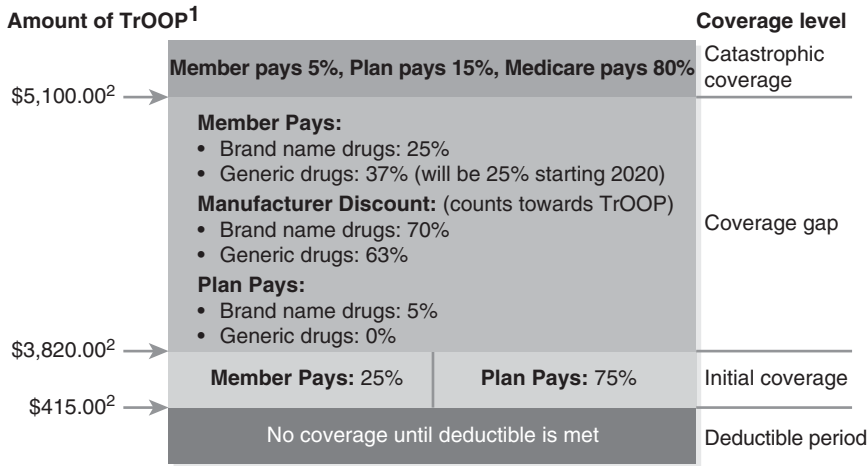 Amount of TrOOP1
Coverage level
Member pays 5%, Plan pays 15%, Medicare pays 80%
Catastrophic
coverage
$5,100.00²
Member Pays:
• Brand name drugs: 25%
• Generic drugs: 37% (will be 25% starting 2020)
Manufacturer Discount: (counts towards TrOOP)
• Brand name drugs: 70%
• Generic drugs: 63%
Plan Pays:
• Brand name drugs: 5%
• Generic drugs: 0%
Coverage gap
$3,820.00²
Member Pays: 25%
Plan Pays: 75%
Initial coverage
$415.00²
No coverage until deductible is met
Deductible period